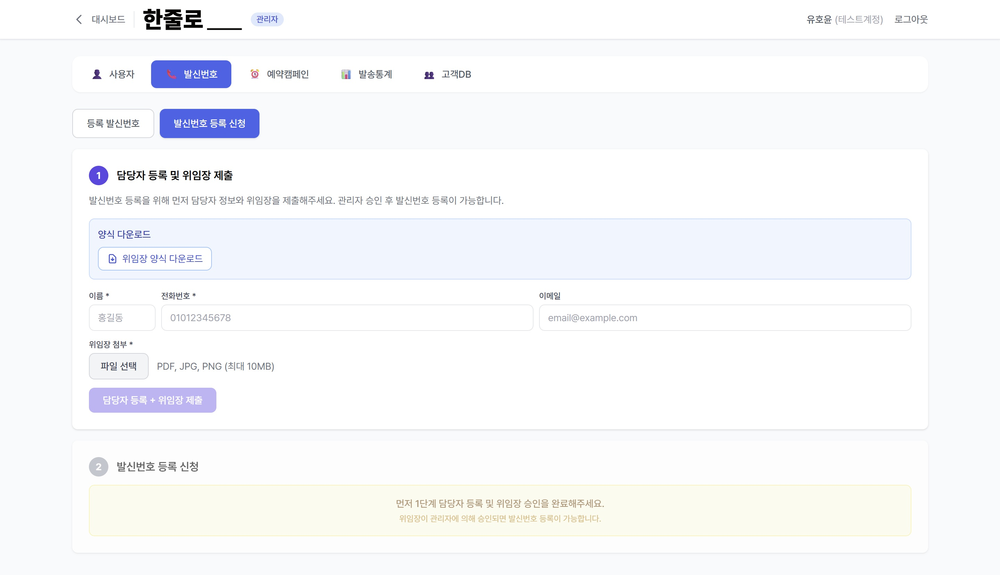 대시보드
한줄로 ____
관리자
유호윤 (테스트계정)
로그아웃
사용자
발신번호
예약캠페인
발송통계
고객DB
등록 발신번호
발신번호 등록 신청
1
담당자 등록 및 위임장 제출
발신번호 등록을 위해 먼저 담당자 정보와 위임장을 제출해주세요. 관리자 승인 후 발신번호 등록이 가능합니다.
양식 다운로드
위임장 양식 다운로드
이름 *
전화번호 *
이메일
홍길동
01012345678
email@example.com
위임장 첨부 *
파일 선택
PDF, JPG, PNG (최대 10MB)
담당자 등록 + 위임장 제출
2
발신번호 등록 신청
먼저 1단계 담당자 등록 및 위임장 승인을 완료해주세요.
위임장이 관리자에 의해 승인되면 발신번호 등록이 가능합니다.